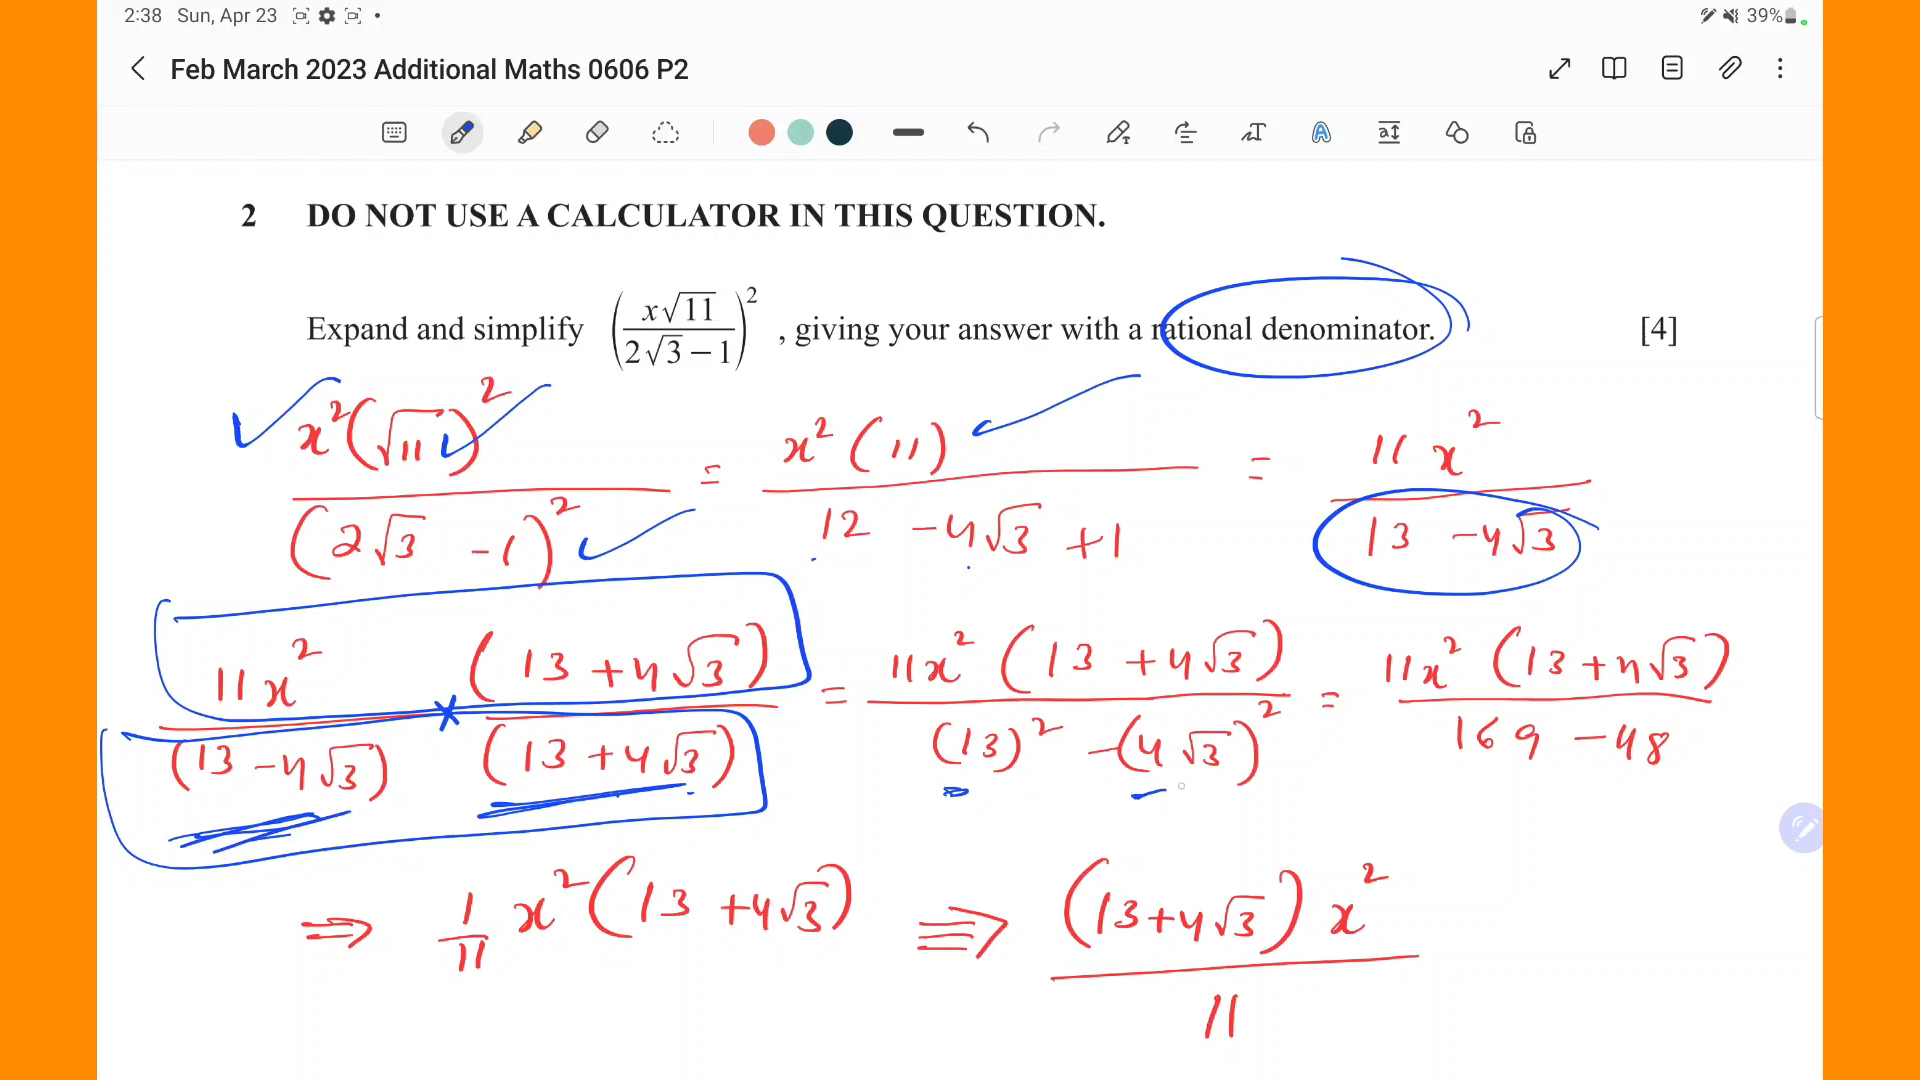 2:38 Sun, Apr 23 39%
Feb March 2023 Additional Maths 0606 P2
2 DO NOT USE A CALCULATOR IN THIS QUESTION.
Expand and simplify (x√11 / (2√3 − 1))² , giving your answer with a rational denominator. [4]
x²(√11)² / (2√3 − 1)² = x²(11) / 12 − 4√3 + 1 = 11x² / 13 − 4√3
11x² / (13 − 4√3) × (13 + 4√3) / (13 + 4√3) = 11x²(13 + 4√3) / (13)² − (4√3)² = 11x²(13 + 4√3) / 169 − 48
⇒ 1/11 x²(13 + 4√3) ⇒ (13 + 4√3)x² / 11